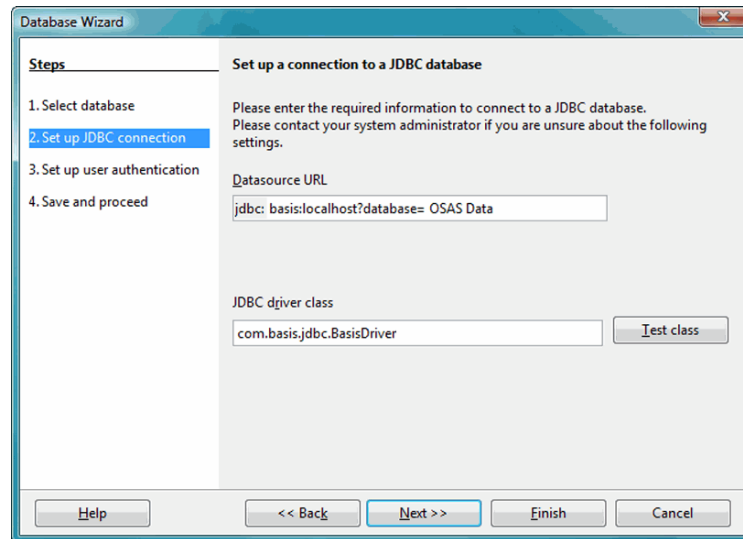 Database Wizard
Steps
1. Select database
2. Set up JDBC connection
3. Set up user authentication
4. Save and proceed
Set up a connection to a JDBC database
Please enter the required information to connect to a JDBC database.
Please contact your system administrator if you are unsure about the following
settings.
Datasource URL
jdbc: basis:localhost?database= OSAS Data
JDBC driver class
com.basis.jdbc.BasisDriver
Test class
Help
<< Back
Next >>
Finish
Cancel